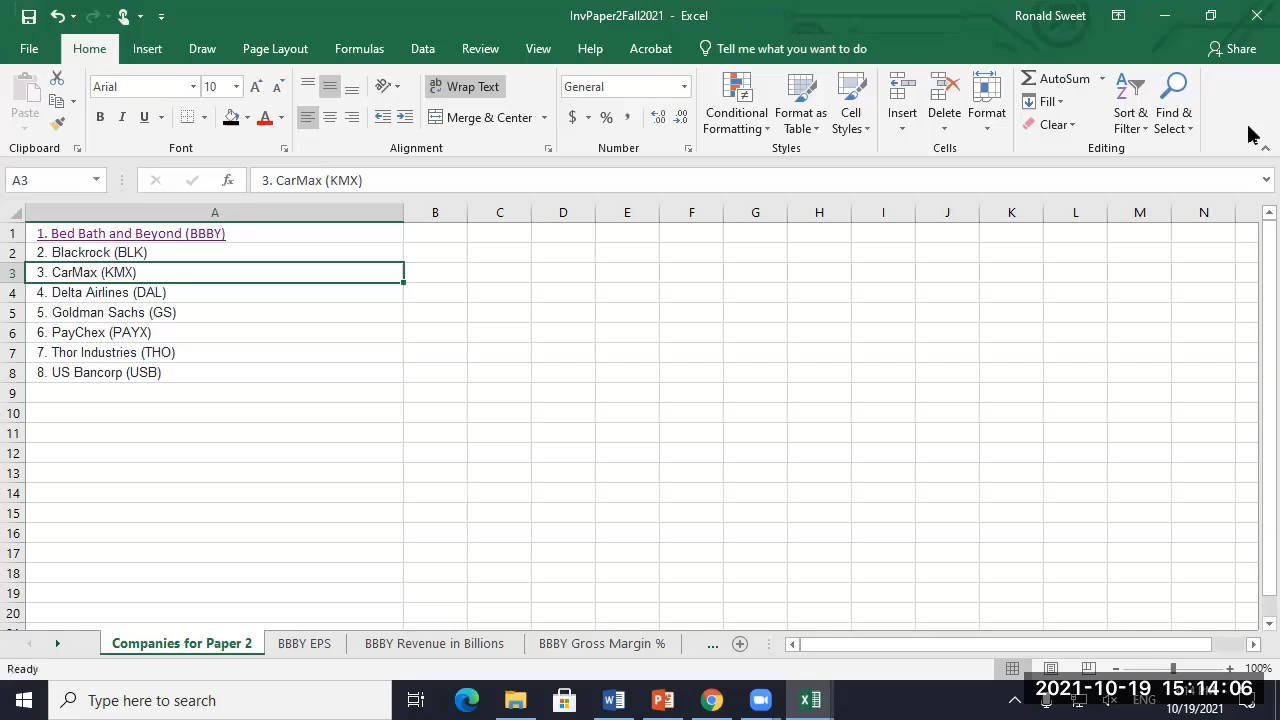 InvPaper2Fall2021 - Excel
Ronald Sweet
File Home Insert Draw Page Layout Formulas Data Review View Help Acrobat Tell me what you want to do Share
Paste
Arial 10
B I U
Wrap Text
Merge & Center
General
$ % ,
Conditional Formatting
Format as Table
Cell Styles
Insert Delete Format
AutoSum
Fill
Clear
Sort & Filter
Find & Select
Clipboard Font Alignment Number Styles Cells Editing
A3 fx 3. CarMax (KMX)
A B C D E F G H I J K L M N
1 1. Bed Bath and Beyond (BBBY)
2 2. Blackrock (BLK)
3 3. CarMax (KMX)
4 4. Delta Airlines (DAL)
5 5. Goldman Sachs (GS)
6 6. PayChex (PAYX)
7 7. Thor Industries (THO)
8 8. US Bancorp (USB)
9
10
11
12
13
14
15
16
17
18
19
20
Companies for Paper 2 BBBY EPS BBBY Revenue in Billions BBBY Gross Margin % ...
Ready 100%
Type here to search
ENG
2021-10-19 15:14:06
10/19/2021